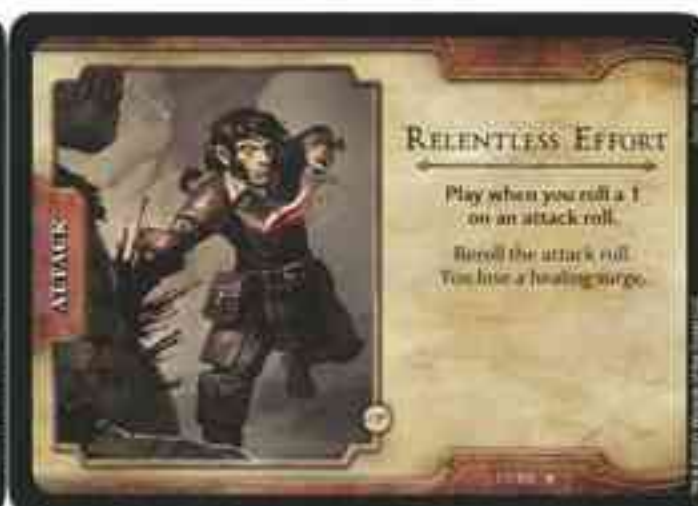 ATTACK
RELENTLESS EFFORT
Play when you roll a 1
on an attack roll.
Reroll the attack roll.
You lose a healing surge.